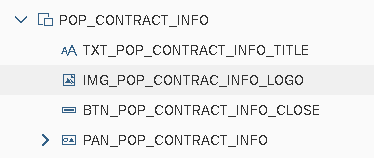 POP_CONTRACT_INFO
TXT_POP_CONTRACT_INFO_TITLE
IMG_POP_CONTRAC_INFO_LOGO
BTN_POP_CONTRACT_INFO_CLOSE
PAN_POP_CONTRACT_INFO